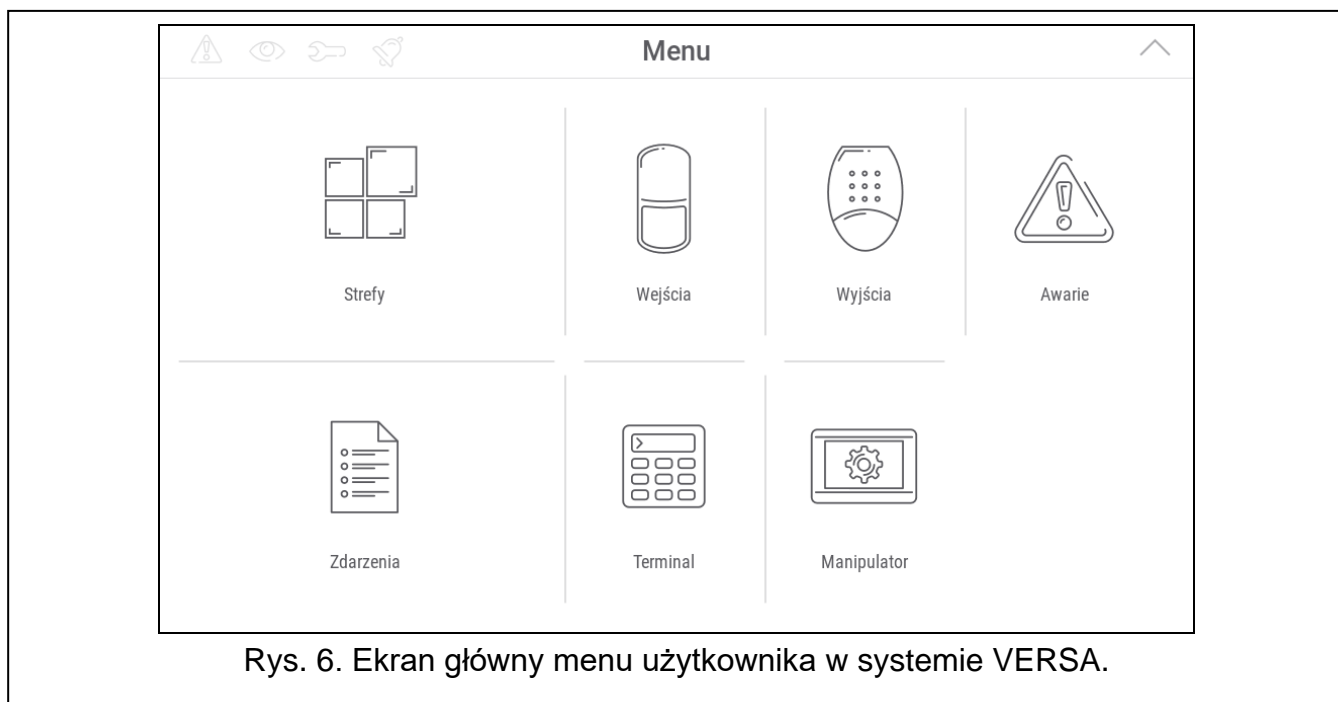 Menu
Strefy
Wejścia
Wyjścia
Awarie
Zdarzenia
Terminal
Manipulator
Rys. 6. Ekran główny menu użytkownika w systemie VERSA.